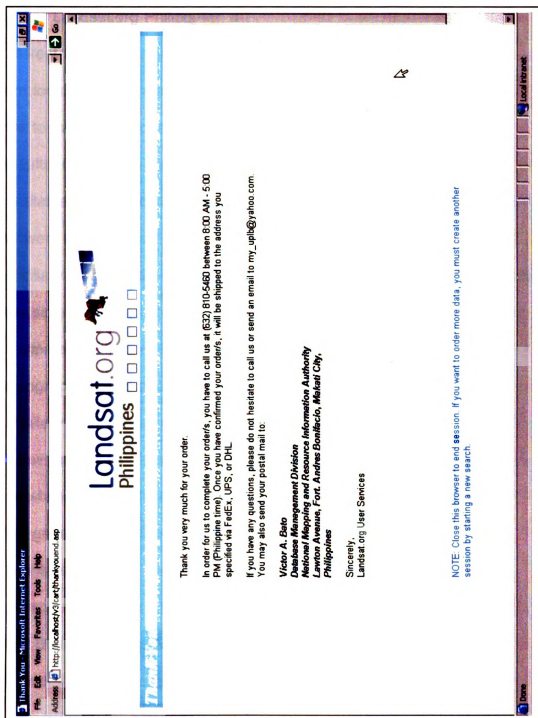 Thank You - Microsoft Internet Explorer
File Edit View Favorites Tools Help
Address http://localhost/v3/cart/thankyouend.asp
Go
Landsat.org
Philippines
Thank You
Thank you very much for your order.
In order for us to complete your order/s, you have to call us at (632) 810-5460 between 8:00 AM - 5:00
PM (Philippine time). Once you have confirmed your order/s, it will be shipped to the address you
specified via FedEx, UPS, or DHL.
If you have any questions, please do not hesitate to call us or send an email to my_uplb@yahoo.com.
You may also send your postal mail to:
Victor A. Bato
Database Management Division
National Mapping and Resource Information Authority
Lawton Avenue, Fort. Andres Bonifacio, Makati City,
Philippines
Sincerely,
Landsat.org User Services
NOTE: Close this browser to end session. If you want to order more data, you must create another
session by starting a new search.
Done
Local intranet